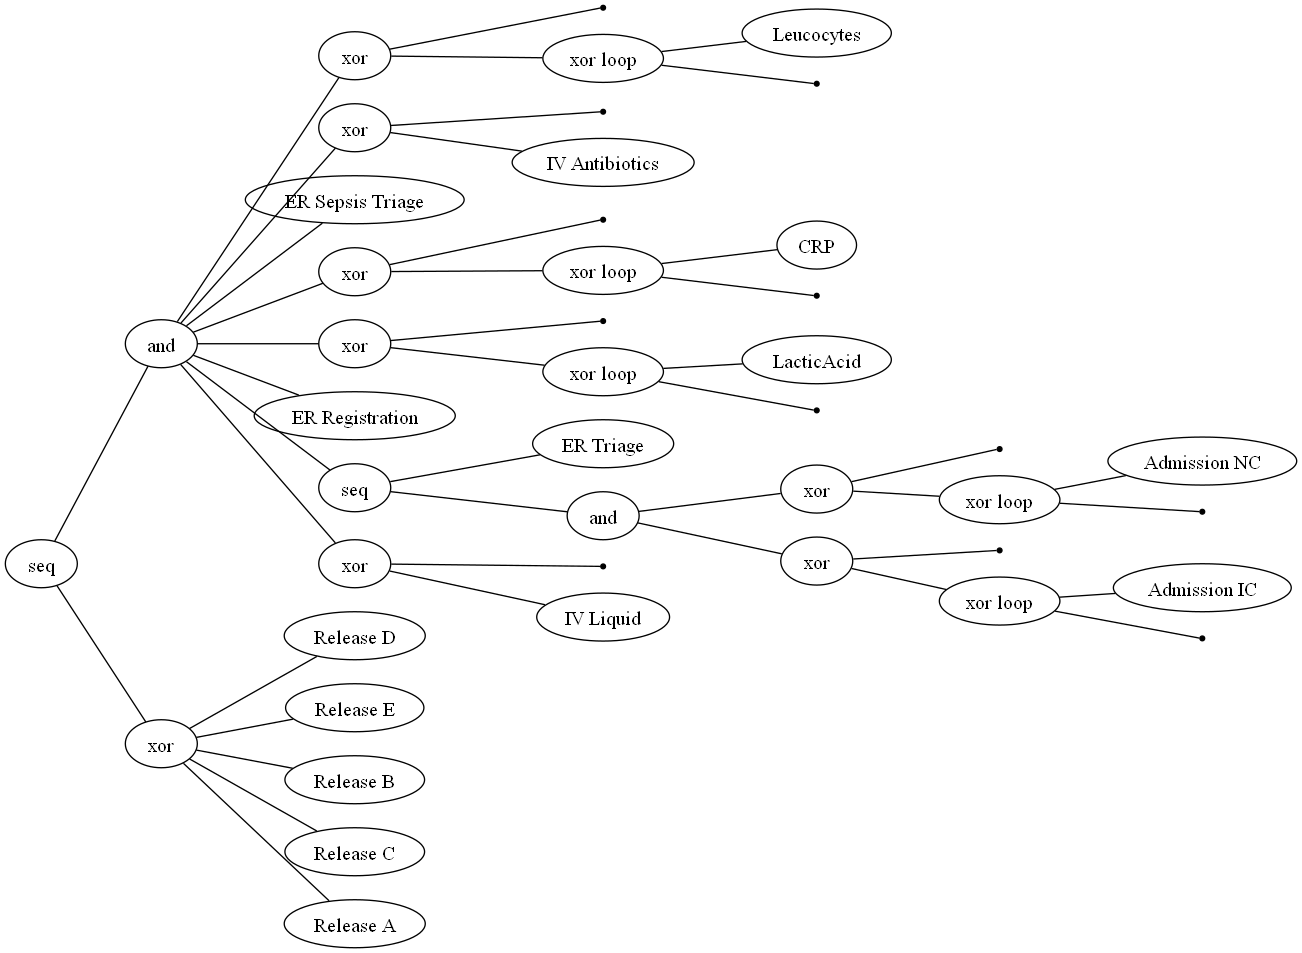 xor
xor loop
Leucocytes
xor
IV Antibiotics
ER Sepsis Triage
xor
xor loop
CRP
and
xor
xor loop
LacticAcid
ER Registration
seq
ER Triage
and
xor
xor loop
Admission NC
xor
xor loop
Admission IC
seq
xor
IV Liquid
Release D
Release E
xor
Release B
Release C
Release A